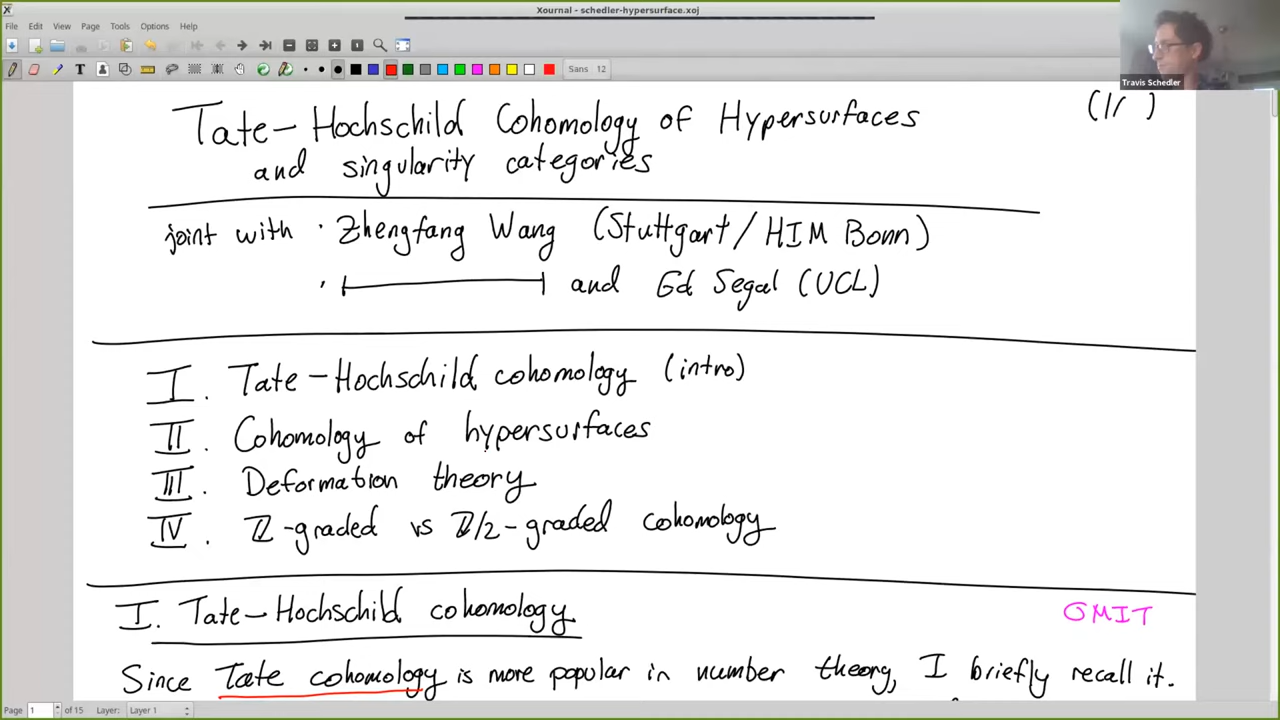 Xournal - schedler-hypersurface.xoj
File Edit View Page Tools Options Help
Sans 12
Travis Schedler
Tate-Hochschild Cohomology of Hypersurfaces
and singularity categories
joint with · Zhengfang Wang (Stuttgart/HIM Bonn)
and Ed Segal (UCL)
I. Tate-Hochschild cohomology (intro)
II. Cohomology of hypersurfaces
III. Deformation theory
IV. ℤ-graded vs ℤ/2-graded cohomology
I. Tate-Hochschild cohomology
OMIT
Since Tate cohomology is more popular in number theory, I briefly recall it.
Page 1 of 15 Layer: Layer 1